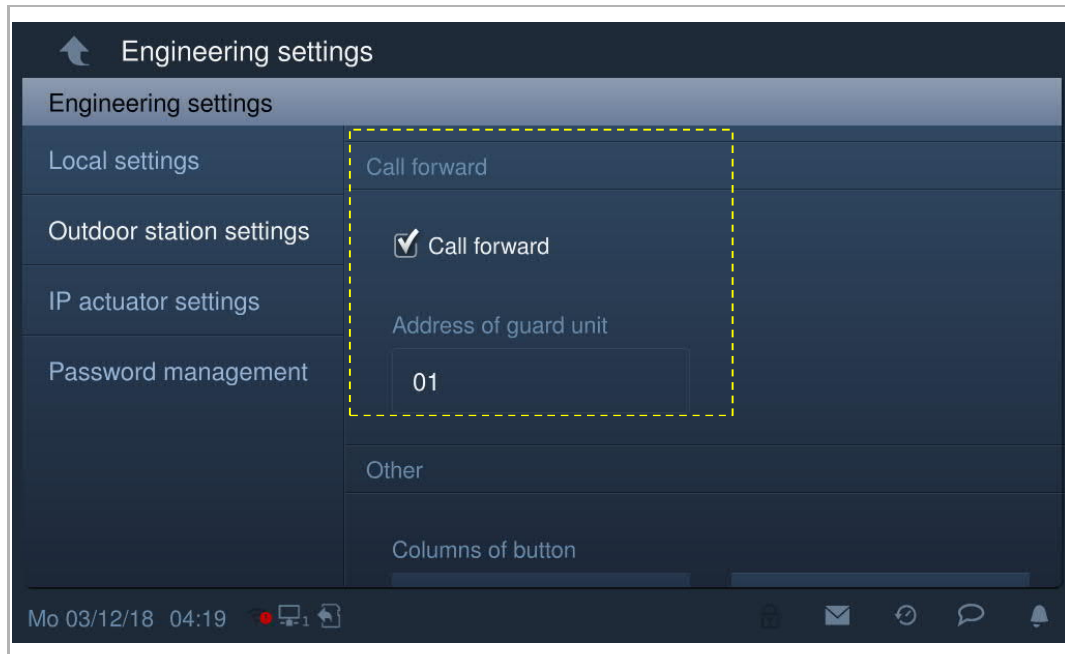 Engineering settings
Engineering settings
Local settings
Call forward
Outdoor station settings
Call forward
IP actuator settings
Address of guard unit
Password management
01
Other
Columns of button
Mo 03/12/18 04:19 1